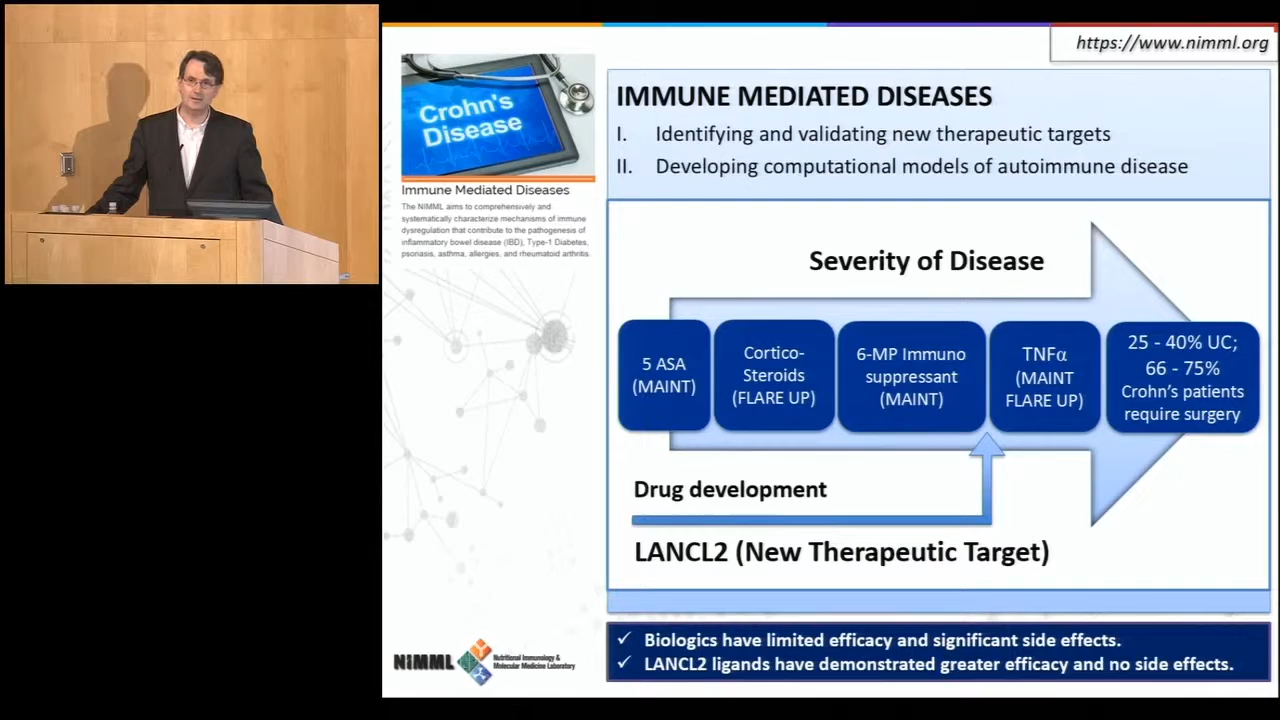 https://www.nimml.org
Crohn's
Disease
Immune Mediated Diseases
The NIMML aims to comprehensively and
systematically characterize mechanisms of immune
dysregulation that contribute to the pathogenesis of
inflammatory bowel disease (IBD), Type-1 Diabetes,
psoriasis, asthma, allergies, and rheumatoid arthritis.
IMMUNE MEDIATED DISEASES
I. Identifying and validating new therapeutic targets
II. Developing computational models of autoimmune disease
Severity of Disease
5 ASA
(MAINT)
Cortico-
Steroids
(FLARE UP)
6-MP Immuno
suppressant
(MAINT)
TNFα
(MAINT
FLARE UP)
25 - 40% UC;
66 - 75%
Crohn's patients
require surgery
Drug development
LANCL2 (New Therapeutic Target)
✓ Biologics have limited efficacy and significant side effects.
✓ LANCL2 ligands have demonstrated greater efficacy and no side effects.
NIMML
Nutritional Immunology &
Molecular Medicine Laboratory